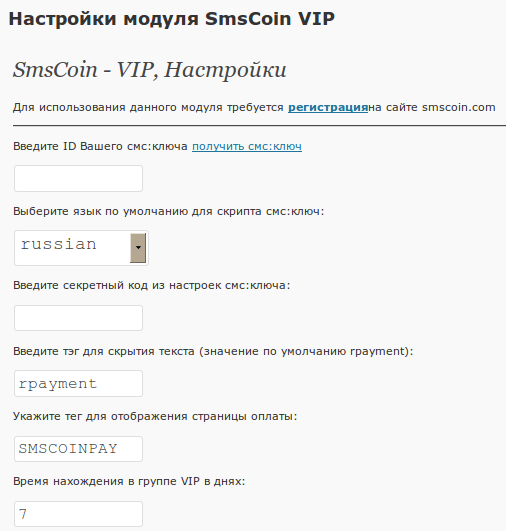 Настройки модуля SmsCoin VIP
SmsCoin - VIP, Настройки
Для использования данного модуля требуется регистрацияна сайте smscoin.com
Введите ID Вашего смс:ключа получить смс:ключ
Выберите язык по умолчанию для скрипта смс:ключ:
russian
Введите секретный код из настроек смс:ключа:
Введите тэг для скрытия текста (значение по умолчанию rpayment):
rpayment
Укажите тег для отображения страницы оплаты:
SMSCOINPAY
Время нахождения в группе VIP в днях:
7